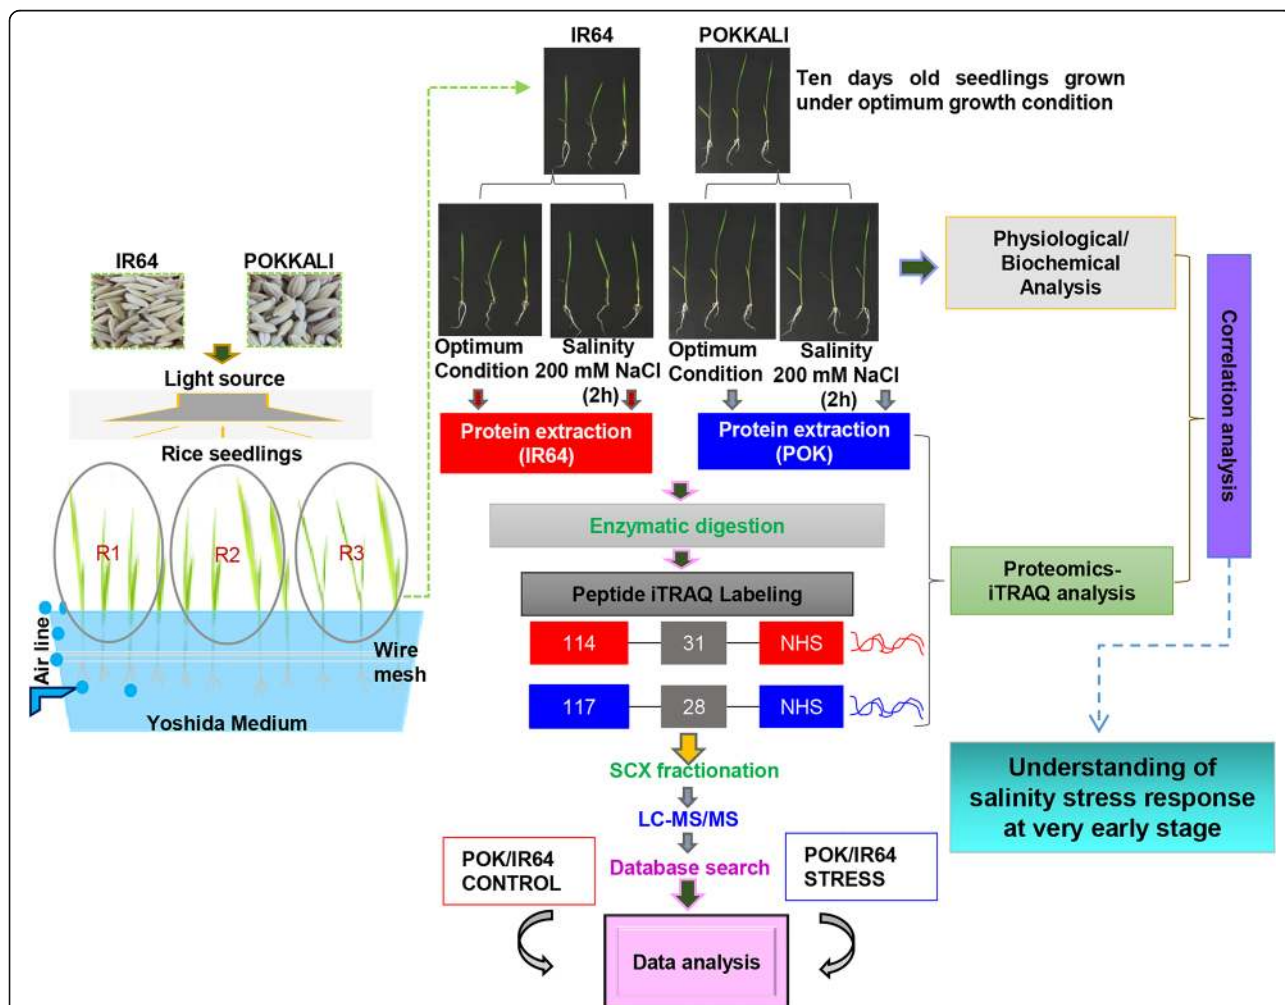 IR64
POKKALI
Ten days old seedlings grown
under optimum growth condition
IR64
POKKALI
Light source
Rice seedlings
R1
R2
R3
Air line
Wire
mesh
Yoshida Medium
Optimum
Condition
Salinity
200 mM NaCl
(2h)
Optimum
Condition
Salinity
200 mM NaCl
(2h)
Protein extraction
(IR64)
Protein extraction
(POK)
Enzymatic digestion
Peptide iTRAQ Labeling
114
31
NHS
117
28
NHS
SCX fractionation
LC-MS/MS
Database search
POK/IR64
CONTROL
POK/IR64
STRESS
Data analysis
Physiological/
Biochemical
Analysis
Proteomics-
iTRAQ analysis
Correlation analysis
Understanding of
salinity stress response
at very early stage